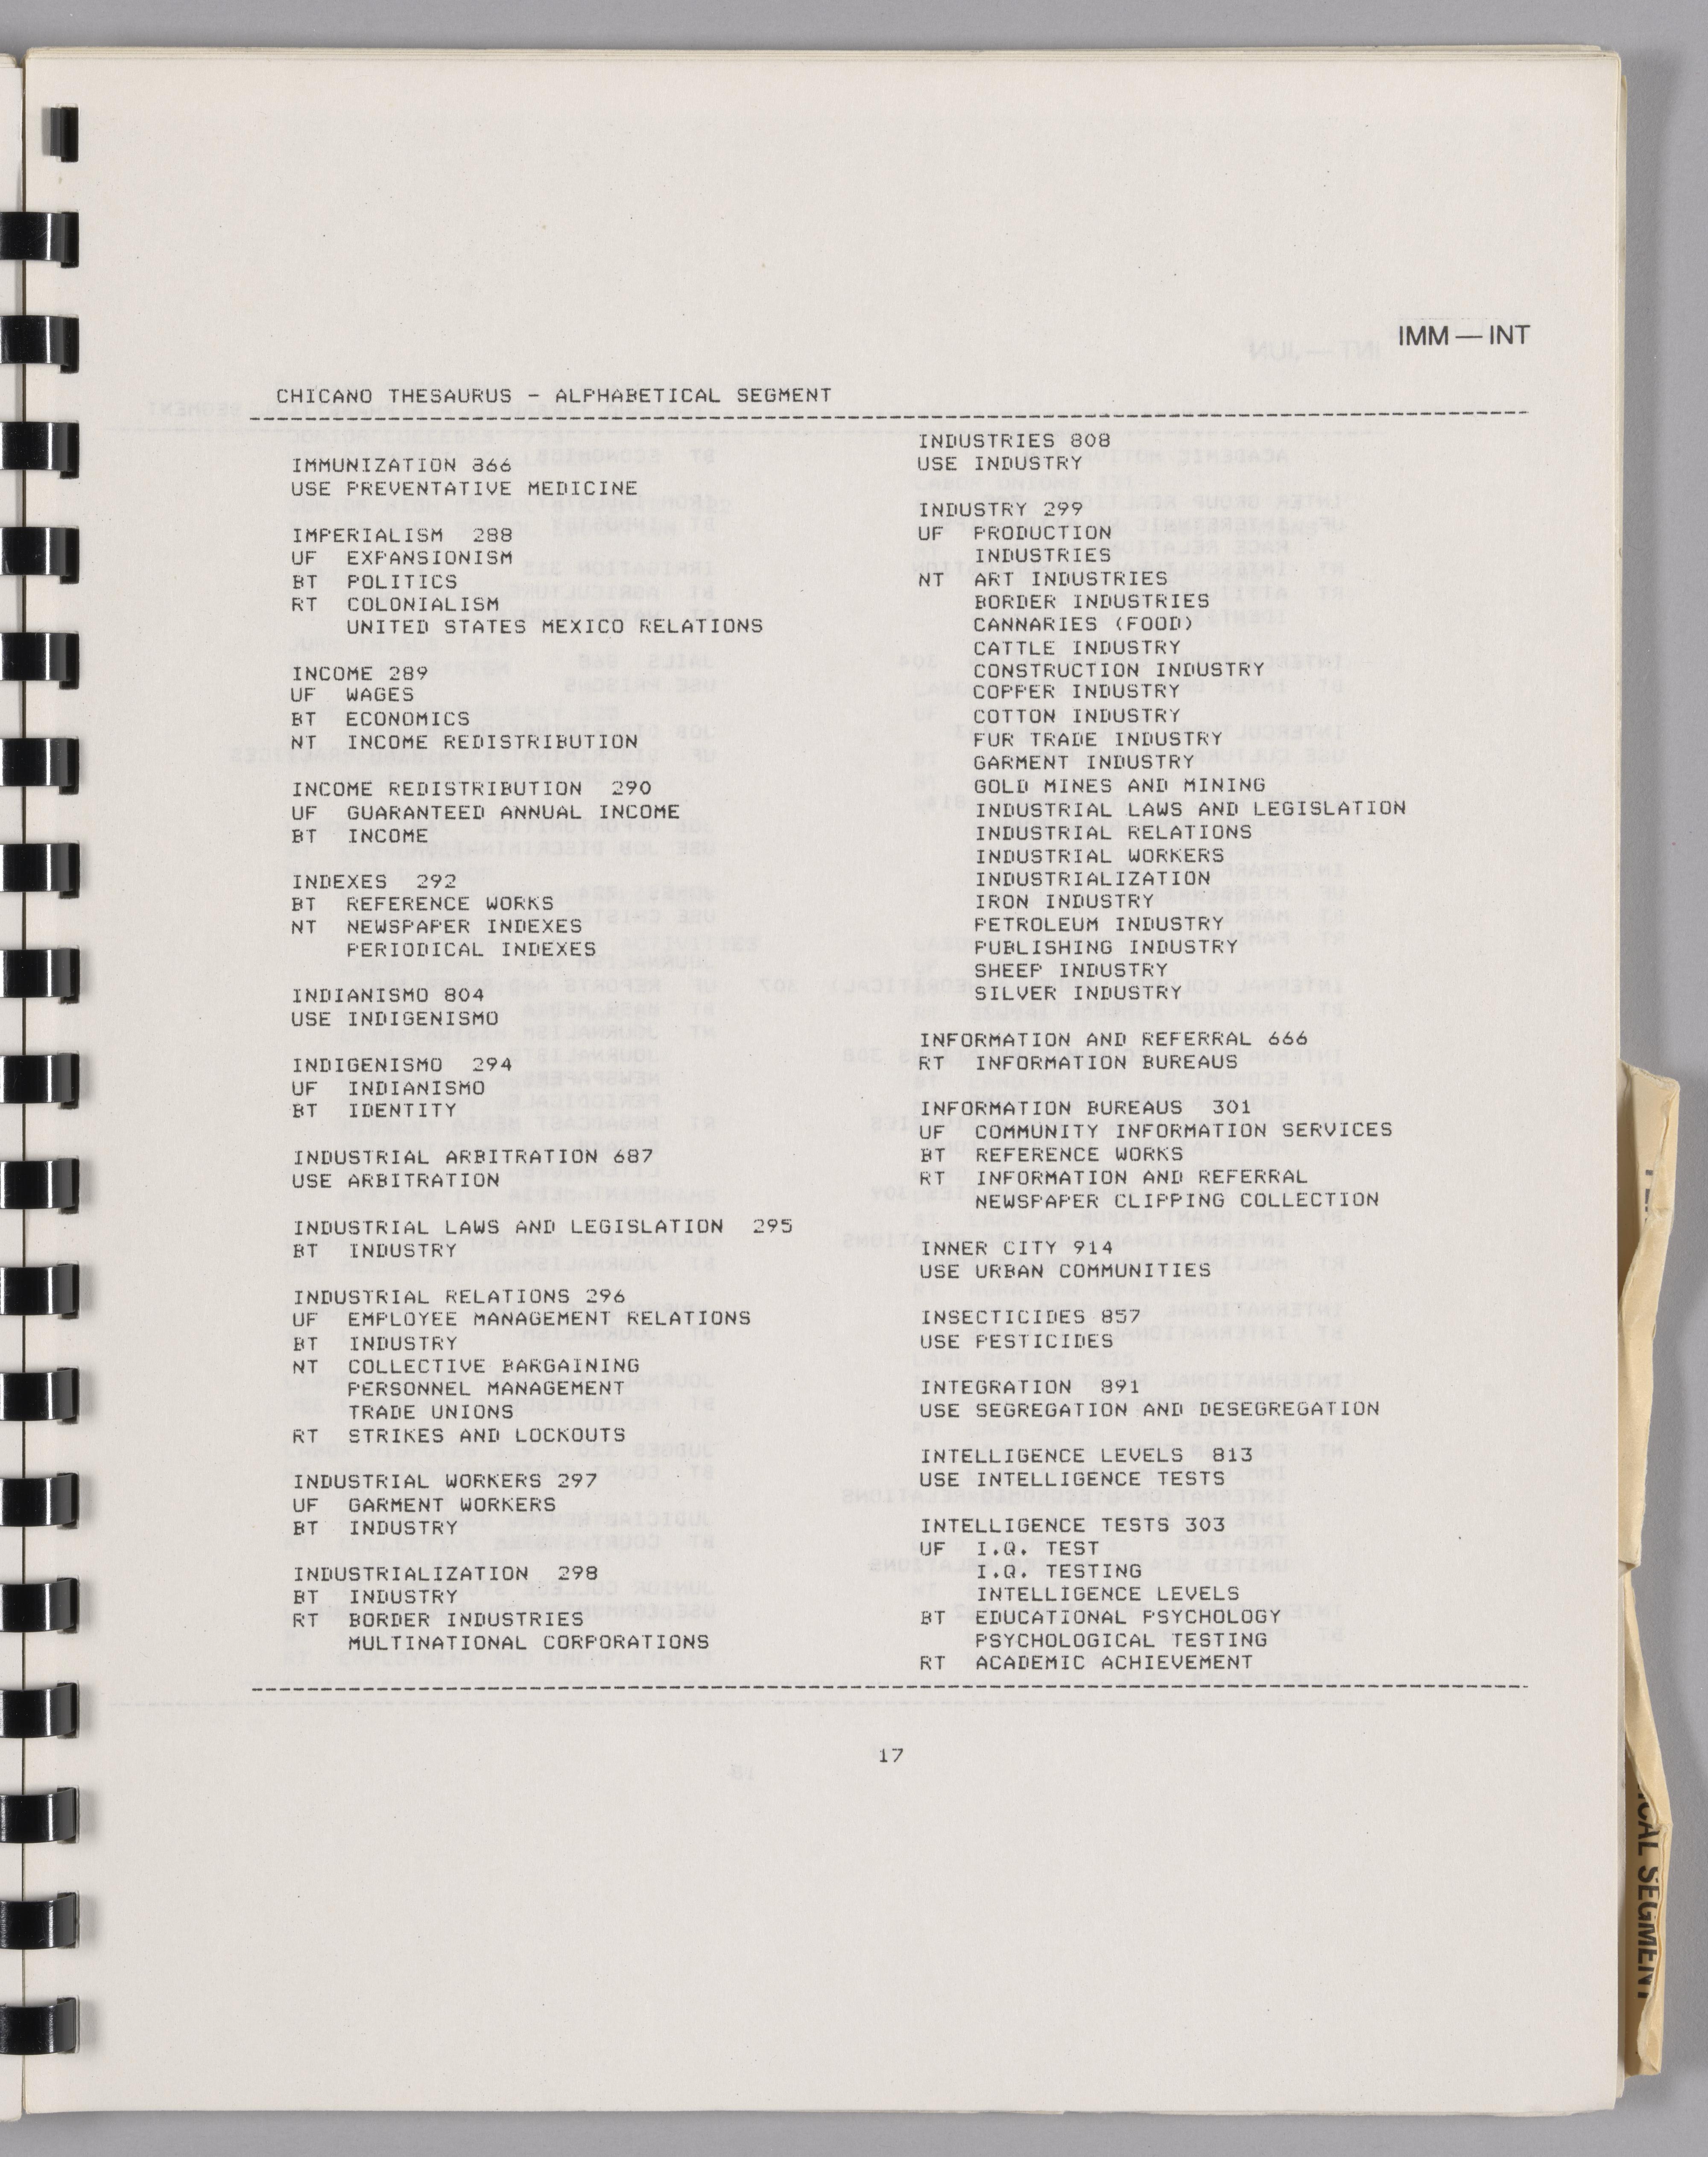 IMM — INT
CHICANO THESAURUS - ALPHABETICAL SEGMENT
IMMUNIZATION 866
USE PREVENTATIVE MEDICINE
IMPERIALISM 288
UF EXPANSIONISM
BT POLITICS
RT COLONIALISM
UNITED STATES MEXICO RELATIONS
INCOME 289
UF WAGES
BT ECONOMICS
NT INCOME REDISTRIBUTION
INCOME REDISTRIBUTION 290
UF GUARANTEED ANNUAL INCOME
BT INCOME
INDEXES 292
BT REFERENCE WORKS
NT NEWSPAPER INDEXES
PERIODICAL INDEXES
INDIANISMO 804
USE INDIGENISMO
INDIGENISMO 294
UF INDIANISMO
BT IDENTITY
INDUSTRIAL ARBITRATION 687
USE ARBITRATION
INDUSTRIAL LAWS AND LEGISLATION 295
BT INDUSTRY
INDUSTRIAL RELATIONS 296
UF EMPLOYEE MANAGEMENT RELATIONS
BT INDUSTRY
NT COLLECTIVE BARGAINING
PERSONNEL MANAGEMENT
TRADE UNIONS
RT STRIKES AND LOCKOUTS
INDUSTRIAL WORKERS 297
UF GARMENT WORKERS
BT INDUSTRY
INDUSTRIALIZATION 298
BT INDUSTRY
RT BORDER INDUSTRIES
MULTINATIONAL CORPORATIONS
INDUSTRIES 808
USE INDUSTRY
INDUSTRY 299
UF PRODUCTION
INDUSTRIES
NT ART INDUSTRIES
BORDER INDUSTRIES
CANNARIES (FOOD)
CATTLE INDUSTRY
CONSTRUCTION INDUSTRY
COPPER INDUSTRY
COTTON INDUSTRY
FUR TRADE INDUSTRY
GARMENT INDUSTRY
GOLD MINES AND MINING
INDUSTRIAL LAWS AND LEGISLATION
INDUSTRIAL RELATIONS
INDUSTRIAL WORKERS
INDUSTRIALIZATION
IRON INDUSTRY
PETROLEUM INDUSTRY
PUBLISHING INDUSTRY
SHEEP INDUSTRY
SILVER INDUSTRY
INFORMATION AND REFERRAL 666
RT INFORMATION BUREAUS
INFORMATION BUREAUS 301
UF COMMUNITY INFORMATION SERVICES
BT REFERENCE WORKS
RT INFORMATION AND REFERRAL
NEWSPAPER CLIPPING COLLECTION
INNER CITY 914
USE URBAN COMMUNITIES
INSECTICIDES 857
USE PESTICIDES
INTEGRATION 891
USE SEGREGATION AND DESEGREGATION
INTELLIGENCE LEVELS 813
USE INTELLIGENCE TESTS
INTELLIGENCE TESTS 303
UF I.Q. TEST
I.Q. TESTING
INTELLIGENCE LEVELS
BT EDUCATIONAL PSYCHOLOGY
PSYCHOLOGICAL TESTING
RT ACADEMIC ACHIEVEMENT
17
SEGMENT